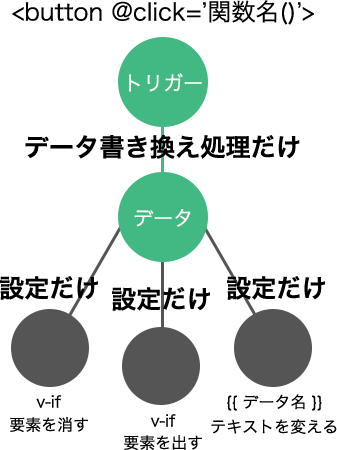 <button @click='関数名()'>
トリガー
データ書き換え処理だけ
データ
設定だけ
設定だけ
設定だけ
v-if
要素を消す
v-if
要素を出す
{{ データ名 }}
テキストを変える